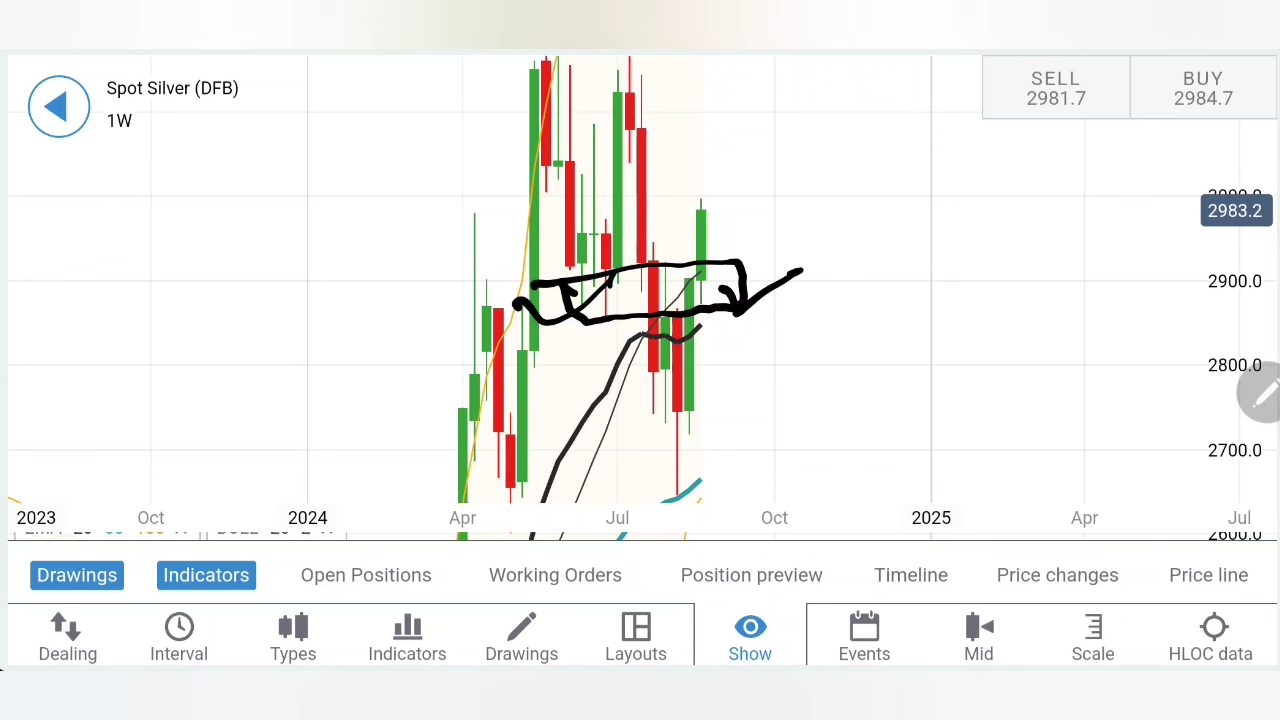 Spot Silver (DFB)
1W
SELL
2981.7
BUY
2984.7
2983.2
2900.0
2800.0
2700.0
2600.0
2023 Oct 2024 Apr Jul Oct 2025 Apr Jul
Drawings Indicators Open Positions Working Orders Position preview Timeline Price changes Price line
Dealing Interval Types Indicators Drawings Layouts Show Events Mid Scale HLOC data